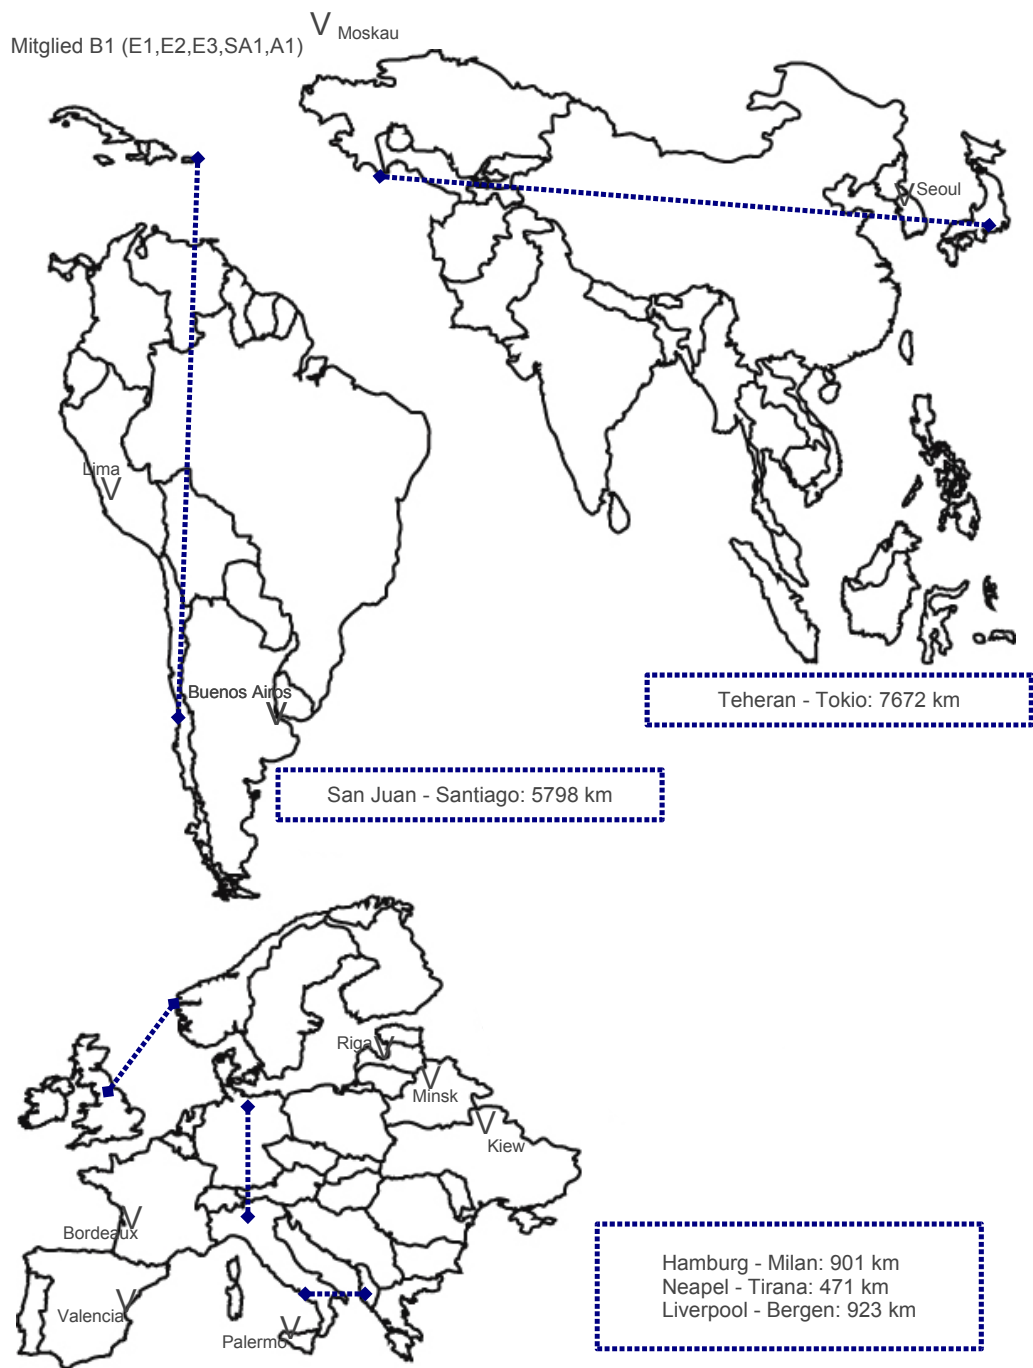 V Moskau
Mitglied B1 (E1,E2,E3,SA1,A1)
V Seoul
Lima
V
Buenos Airos
V
Teheran - Tokio: 7672 km
San Juan - Santiago: 5798 km
Riga V
V
Minsk
V
Kiew
V
Bordeaux
V
Valencia
V
Palermo
Hamburg - Milan: 901 km
Neapel - Tirana: 471 km
Liverpool - Bergen: 923 km